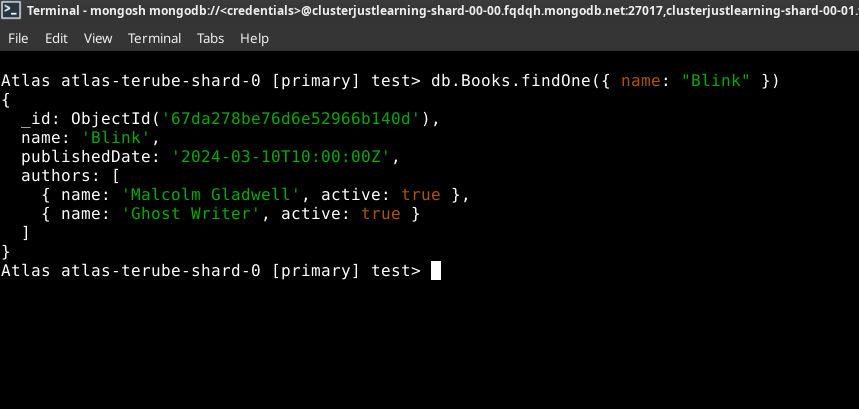 Terminal - mongosh mongodb://<credentials>@clusterjustlearning-shard-00-00.fqdqh.mongodb.net:27017,clusterjustlearning-shard-00-01.
File Edit View Terminal Tabs Help
Atlas atlas-terube-shard-0 [primary] test> db.Books.findOne({ name: "Blink" })
{
  _id: ObjectId('67da278be76d6e52966b140d'),
  name: 'Blink',
  publishedDate: '2024-03-10T10:00:00Z',
  authors: [
    { name: 'Malcolm Gladwell', active: true },
    { name: 'Ghost Writer', active: true }
  ]
}
Atlas atlas-terube-shard-0 [primary] test>